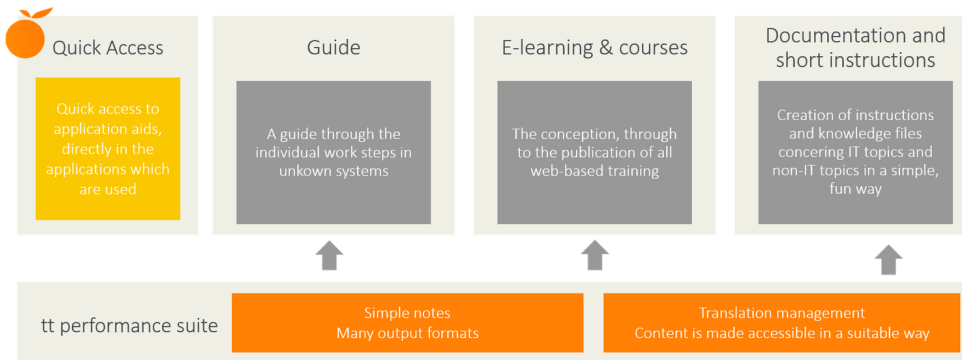 Quick Access
Quick access to
application aids,
directly in the
applications which
are used
Guide
A guide through the
individual work steps in
unkown systems
E-learning & courses
The conception, through
to the publication of all
web-based training
Documentation and
short instructions
Creation of instructions
and knowledge files
concering IT topics and
non-IT topics in a simple,
fun way
tt performance suite
Simple notes
Many output formats
Translation management
Content is made accessible in a suitable way